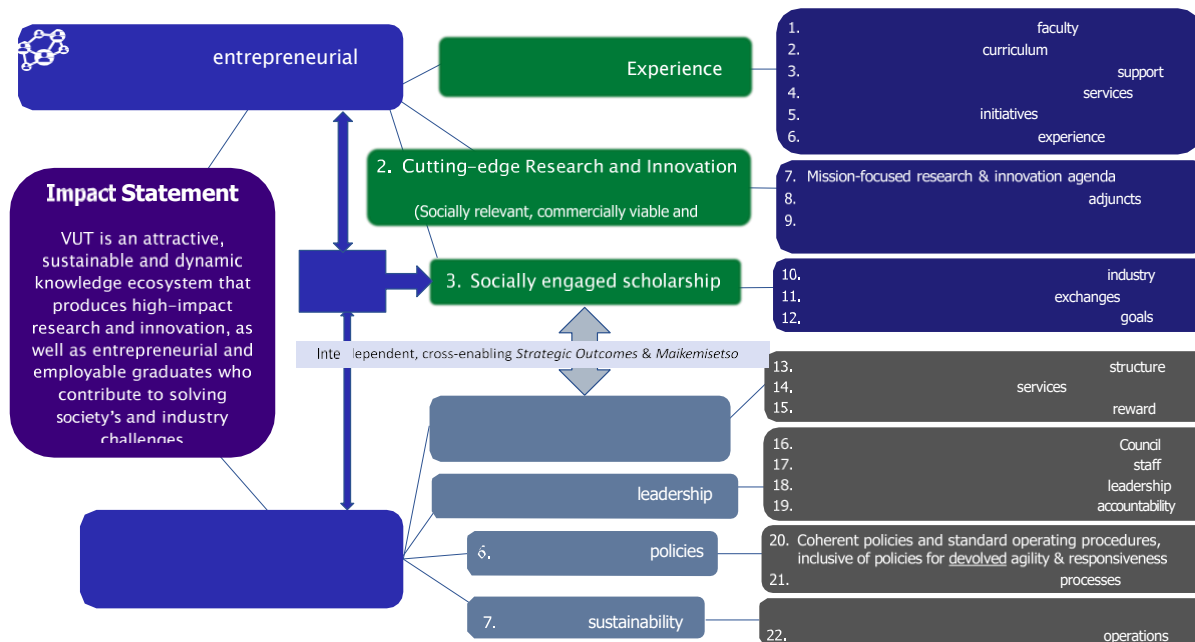 entrepreneurial
Experience
1. faculty
2. curriculum
3. support
4. services
5. initiatives
6. experience
2. Cutting-edge Research and Innovation
(Socially relevant, commercially viable and
7. Mission-focused research & innovation agenda
8. adjuncts
9.
Impact Statement
VUT is an attractive,
sustainable and dynamic
knowledge ecosystem that
produces high-impact
research and innovation, as
well as entrepreneurial and
employable graduates who
contribute to solving
society's and industry
challenges
3. Socially engaged scholarship
10. industry
11. exchanges
12. goals
Inte lependent, cross-enabling Strategic Outcomes & Maikemisetso
13. structure
14. services
15. reward
leadership
16. Council
17. staff
18. leadership
19. accountability
6. policies
20. Coherent policies and standard operating procedures,
inclusive of policies for devolved agility & responsiveness
21. processes
7. sustainability
22. operations